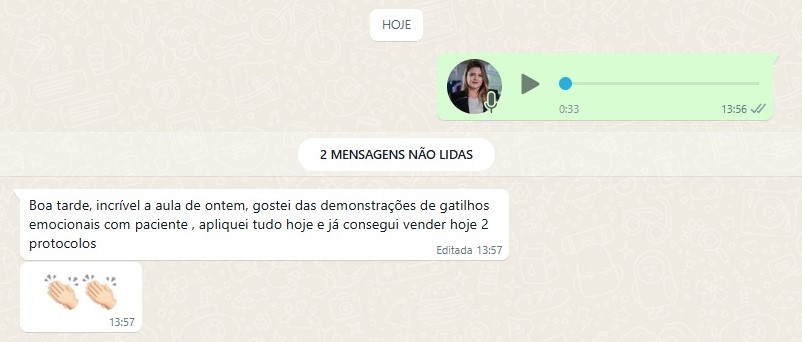 HOJE
0:33
13:56
2 MENSAGENS NÃO LIDAS
Boa tarde, incrível a aula de ontem, gostei das demonstrações de gatilhos
emocionais com paciente , apliquei tudo hoje e já consegui vender hoje 2
protocolos
Editada 13:57
👏🏻👏🏻
13:57